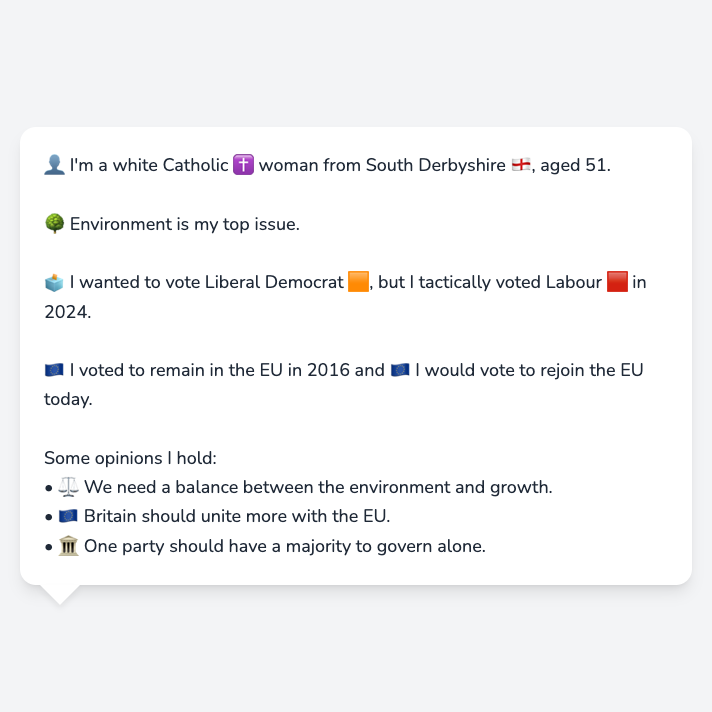 👤 I'm a white Catholic ✝️ woman from South Derbyshire 🏴󠁧󠁢󠁥󠁮󠁧󠁿, aged 51.
🌳 Environment is my top issue.
🗳️ I wanted to vote Liberal Democrat 🟧, but I tactically voted Labour 🟥 in
2024.
🇪🇺 I voted to remain in the EU in 2016 and 🇪🇺 I would vote to rejoin the EU
today.
Some opinions I hold:
• ⚖️ We need a balance between the environment and growth.
• 🇪🇺 Britain should unite more with the EU.
• 🏛️ One party should have a majority to govern alone.